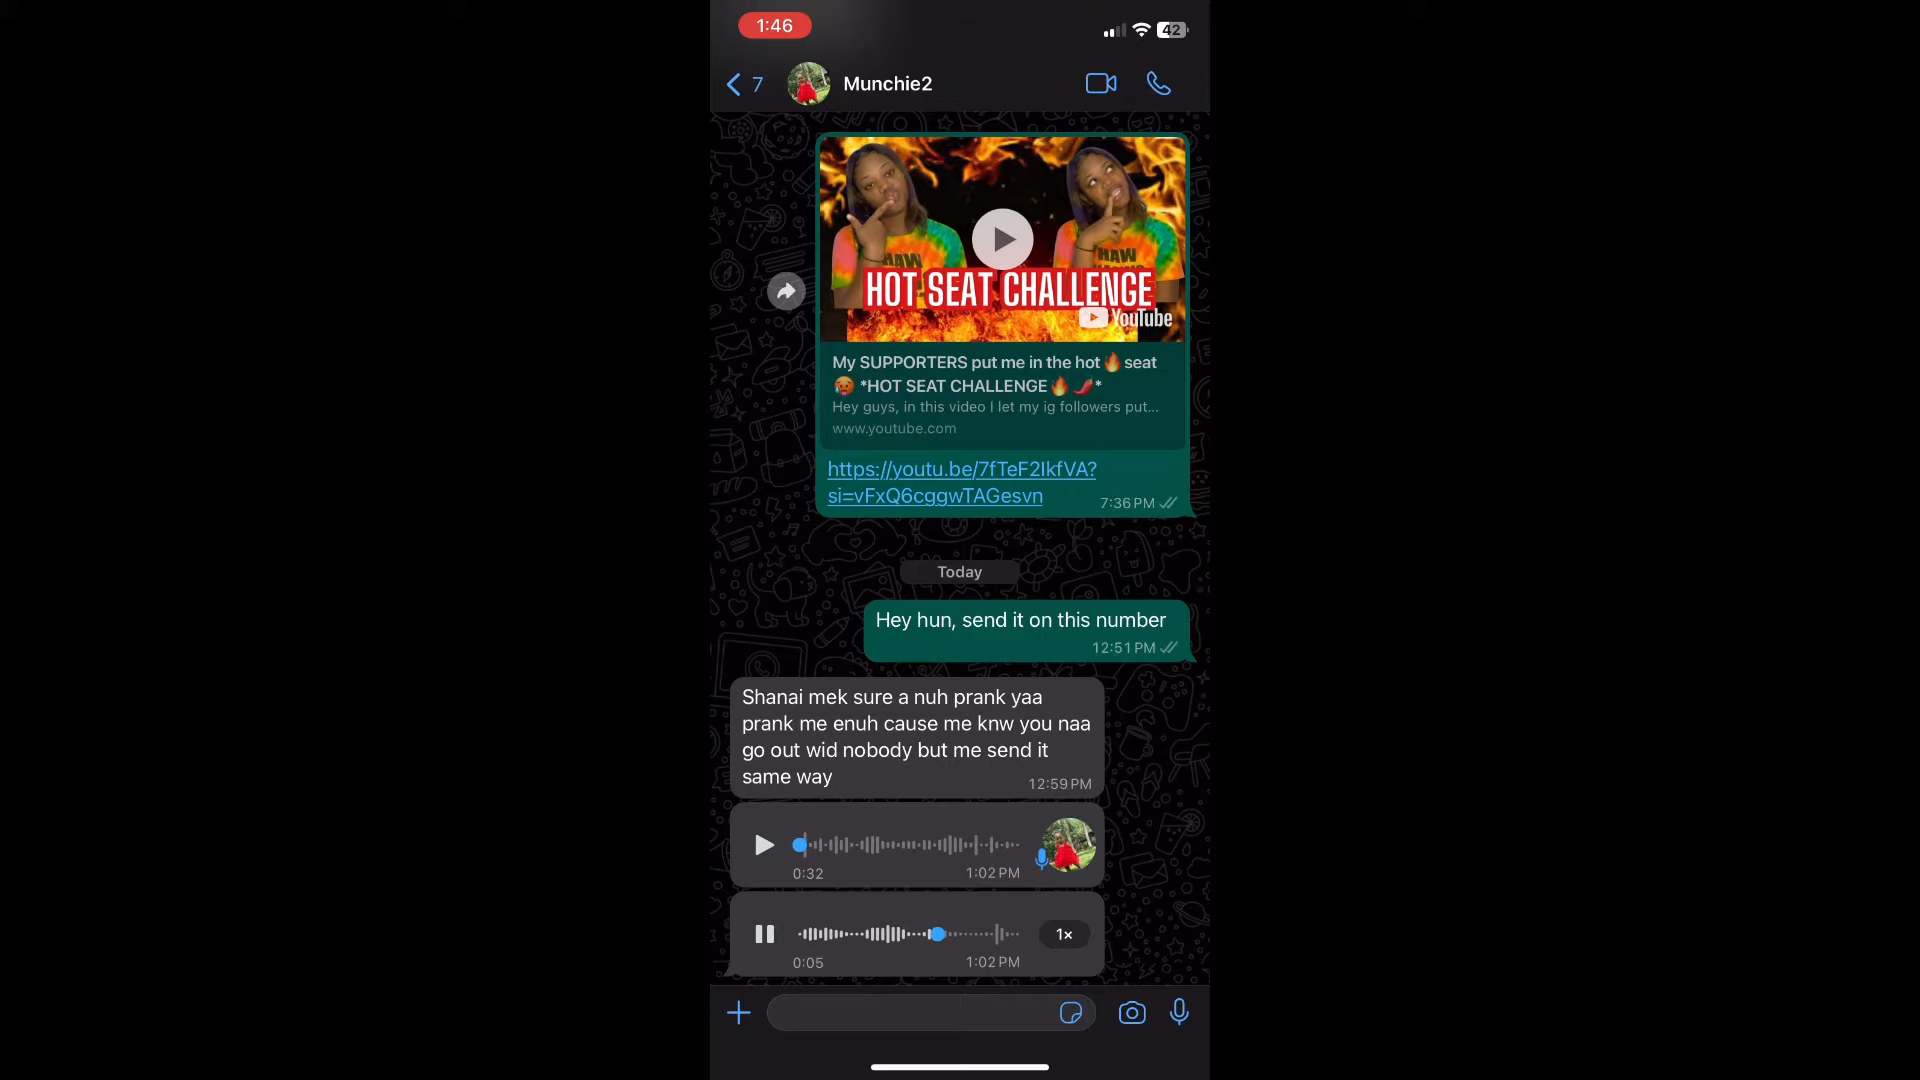 1:46
42
7
Munchie2
HAW
HAW
HOT SEAT CHALLENGE
YouTube
My SUPPORTERS put me in the hot🔥seat
🥵 *HOT SEAT CHALLENGE🔥🌶️*
Hey guys, in this video I let my ig followers put...
www.youtube.com
https://youtu.be/7fTeF2IkfVA?
si=vFxQ6cggwTAGesvn
7:36 PM
Today
Hey hun, send it on this number
12:51 PM
Shanai mek sure a nuh prank yaa
prank me enuh cause me knw you naa
go out wid nobody but me send it
same way
12:59 PM
0:32
1:02 PM
1×
0:05
1:02 PM